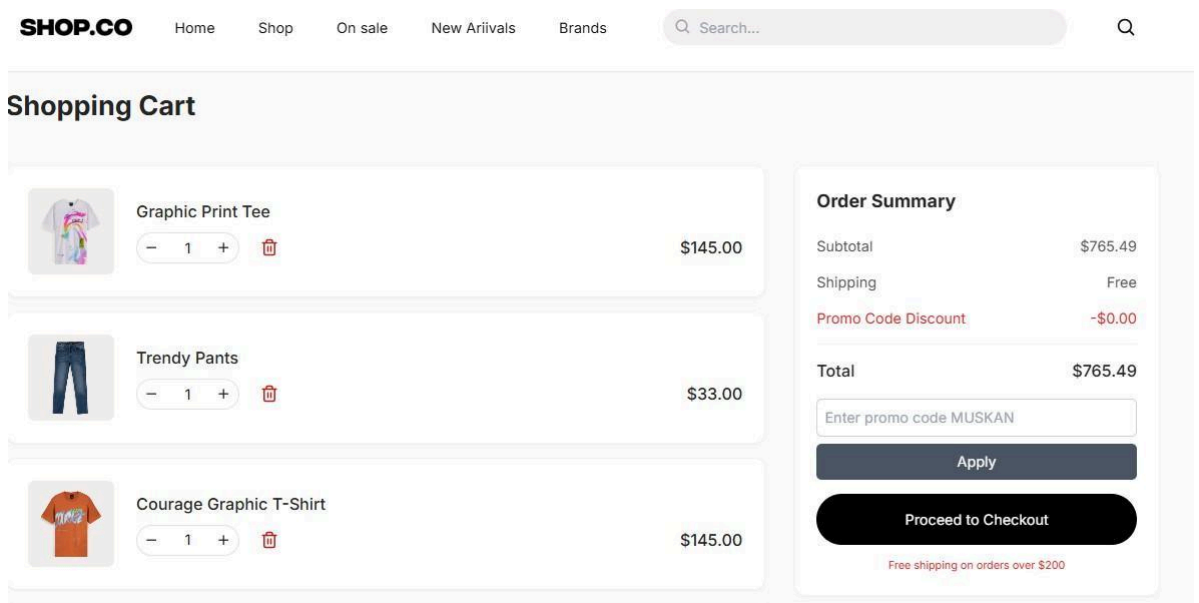 SHOP.CO Home Shop On sale New Ariivals Brands Search...
Shopping Cart
Graphic Print Tee
- 1 +
$145.00
Trendy Pants
- 1 +
$33.00
Courage Graphic T-Shirt
- 1 +
$145.00
Order Summary
Subtotal $765.49
Shipping Free
Promo Code Discount -$0.00
Total $765.49
Enter promo code MUSKAN
Apply
Proceed to Checkout
Free shipping on orders over $200